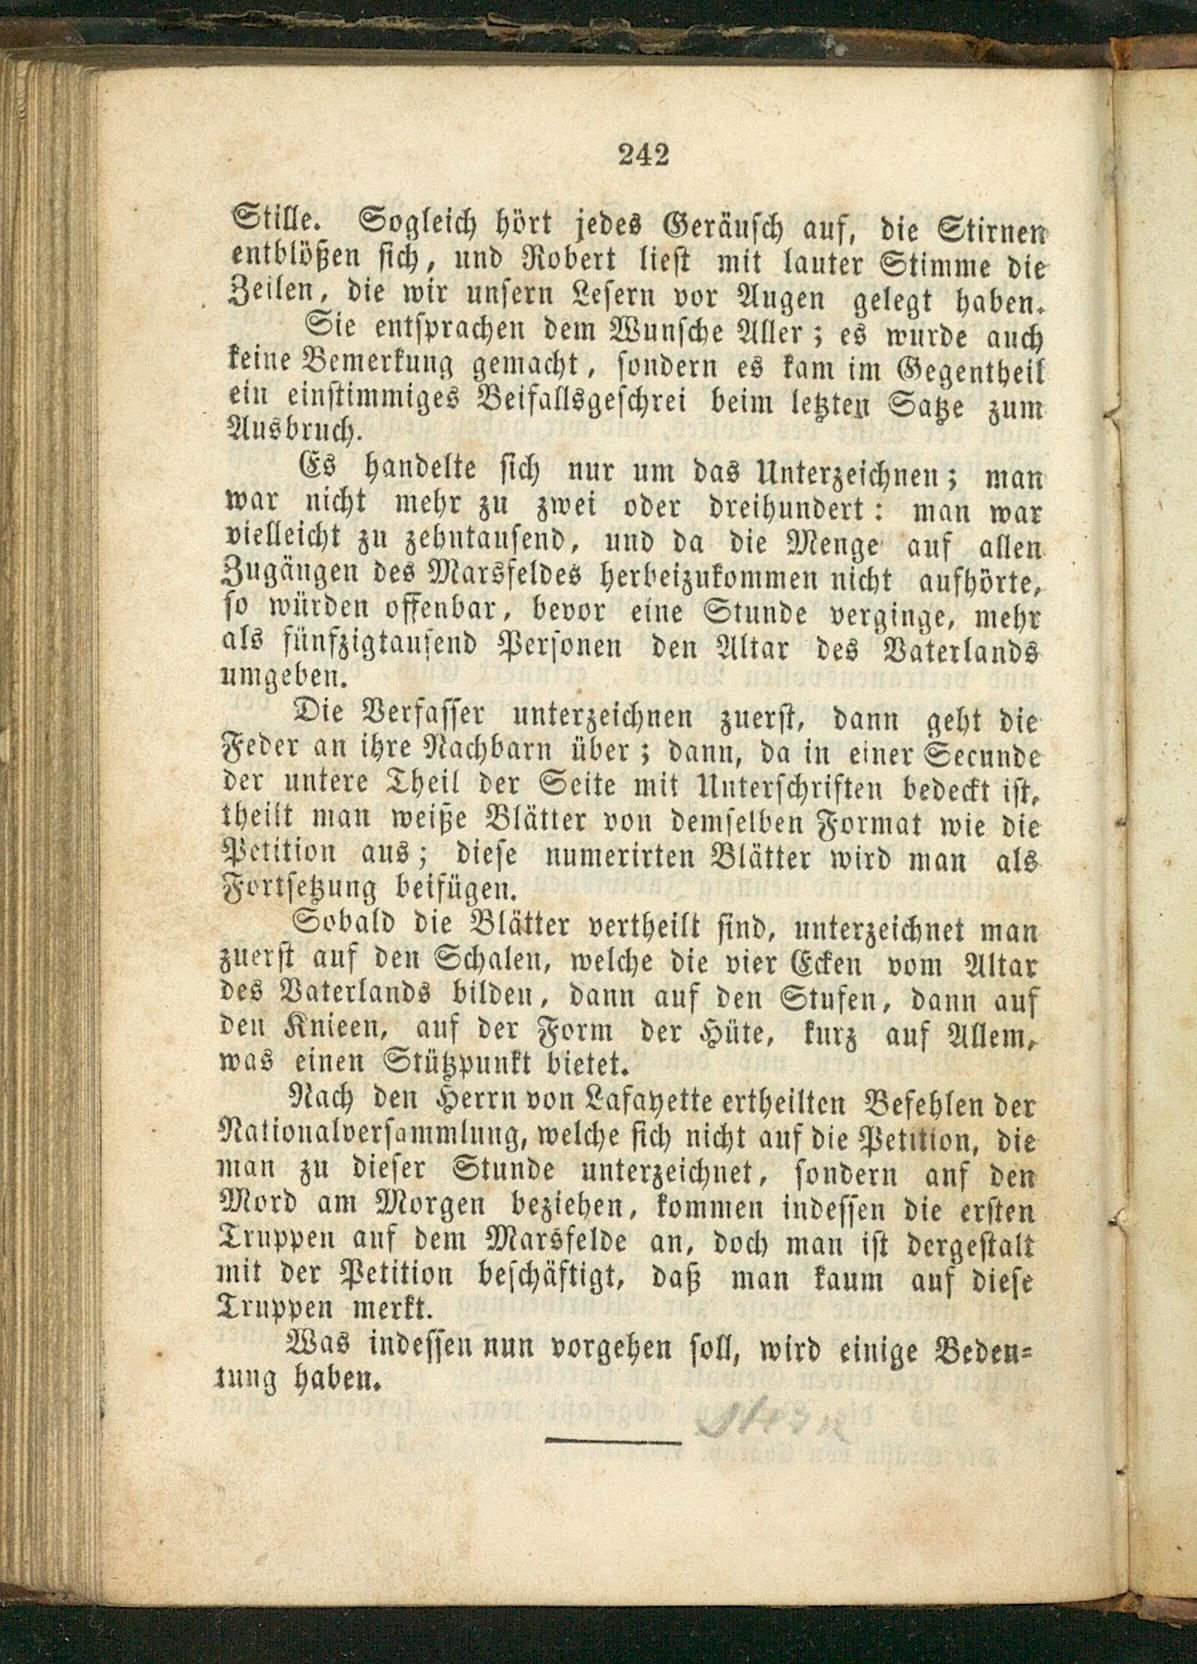 242
Stille. Sogleich hört jedes Geräusch auf, die Stirnen
entblößen sich, und Robert liest mit lauter Stimme die
Zeilen, die wir unsern Lesern vor Augen gelegt haben.
Sie entsprachen dem Wunsche Aller; es wurde auch
keine Bemerkung gemacht, sondern es kam im Gegentheil
ein einstimmiges Beifallsgeschrei beim letzten Satze zum
Ausbruch.
Es handelte sich nur um das Unterzeichnen; man
war nicht mehr zu zwei oder dreihundert: man war
vielleicht zu zehntausend, und da die Menge auf allen
Zugängen des Marsfeldes herbeizukommen nicht aufhörte,
so würden offenbar, bevor eine Stunde verginge, mehr
als fünfzigtausend Personen den Altar des Vaterlands
umgeben.
Die Verfasser unterzeichnen zuerst, dann geht die
Feder an ihre Nachbarn über; dann, da in einer Secunde
der untere Theil der Seite mit Unterschriften bedeckt ist,
theilt man weiße Blätter von demselben Format wie die
Petition aus; diese numerirten Blätter wird man als
Fortsetzung beifügen.
Sobald die Blätter vertheilt sind, unterzeichnet man
zuerst auf den Schalen, welche die vier Ecken vom Altar
des Vaterlands bilden, dann auf den Stufen, dann auf
den Knieen, auf der Form der Hüte, kurz auf Allem,
was einen Stützpunkt bietet.
Nach den Herrn von Lafayette ertheilten Befehlen der
Nationalversammlung, welche sich nicht auf die Petition, die
man zu dieser Stunde unterzeichnet, sondern auf den
Mord am Morgen beziehen, kommen indessen die ersten
Truppen auf dem Marsfelde an, doch man ist dergestalt
mit der Petition beschäftigt, daß man kaum auf diese
Truppen merkt.
Was indessen nun vorgehen soll, wird einige Bedeu-
tung haben.